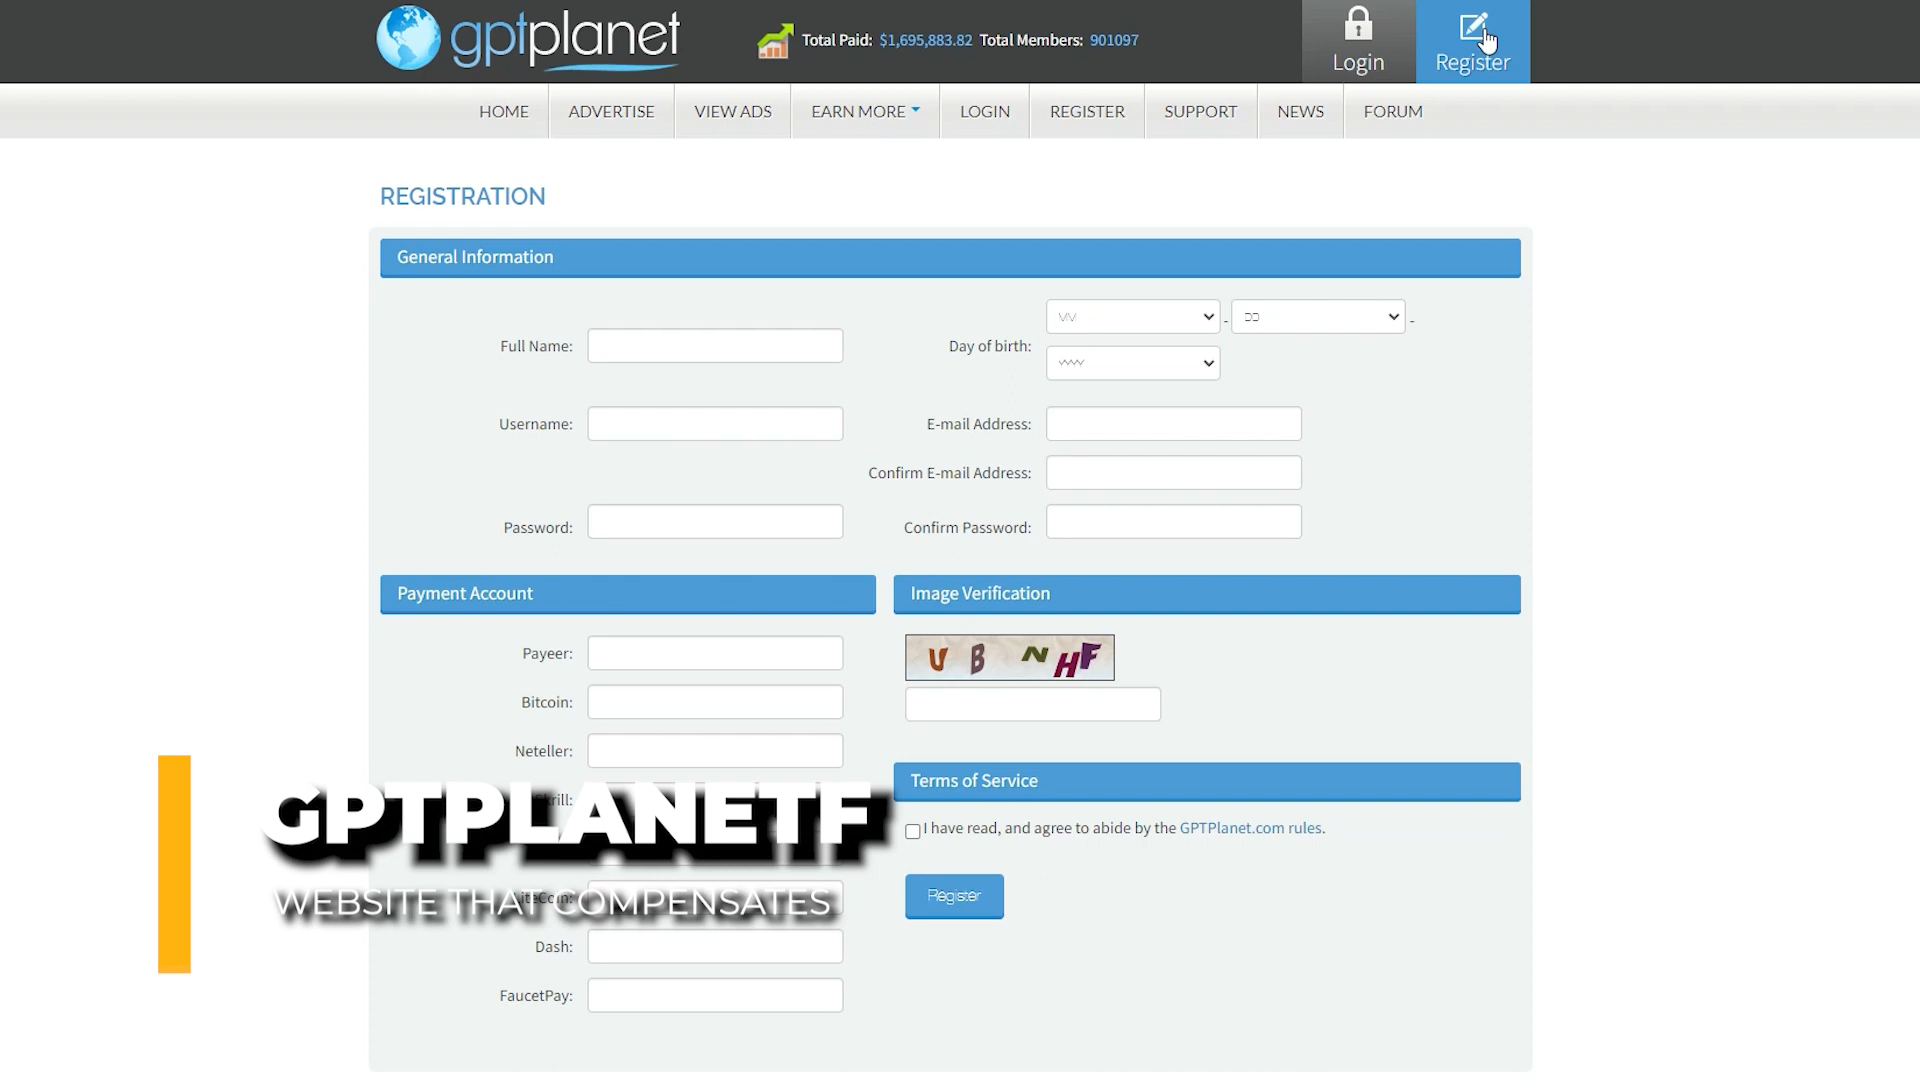 gptplanet
Total Paid: $1,695,883.82 Total Members: 901097
Login
Register
HOME
ADVERTISE
VIEW ADS
EARN MORE
LOGIN
REGISTER
SUPPORT
NEWS
FORUM
REGISTRATION
General Information
Full Name:
Day of birth:
DD
Username:
E-mail Address:
Confirm E-mail Address:
Password:
Confirm Password:
Payment Account
Image Verification
Payeer:
U B N H F
Bitcoin:
Neteller:
Terms of Service
GPTPLANETF
I have read, and agree to abide by the GPTPlanet.com rules.
Register
WEBSITE THAT COMPENSATES
LiteCoin:
Dash:
FaucetPay: